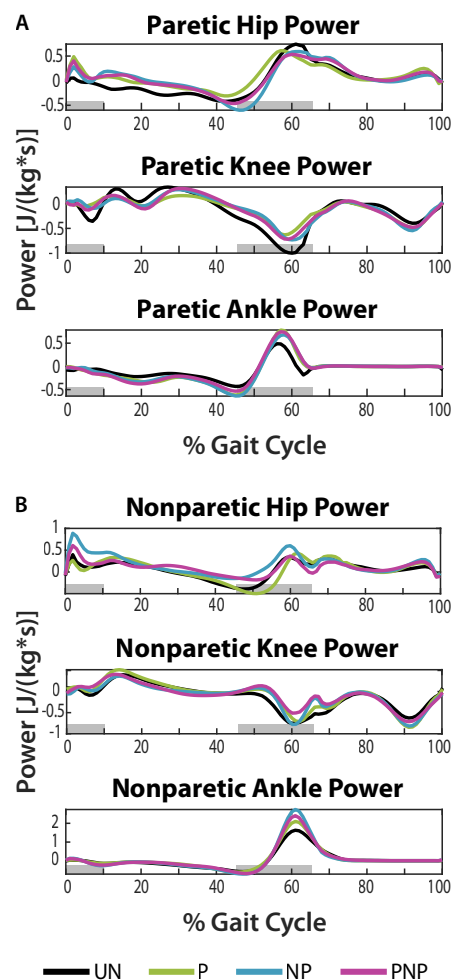 A
Paretic Hip Power
0.5
0
-0.5
0 20 40 60 80 100
Paretic Knee Power
0
-0.5
-1
0 20 40 60 80 100
Paretic Ankle Power
0.5
0
-0.5
0 20 40 60 80 100
Power [J/(kg*s)]
% Gait Cycle
B
Nonparetic Hip Power
1
0.5
0
0 20 40 60 80 100
Nonparetic Knee Power
0
-0.5
-1
0 20 40 60 80 100
Nonparetic Ankle Power
2
1
0
0 20 40 60 80 100
Power [J/(kg*s)]
% Gait Cycle
UN P NP PNP